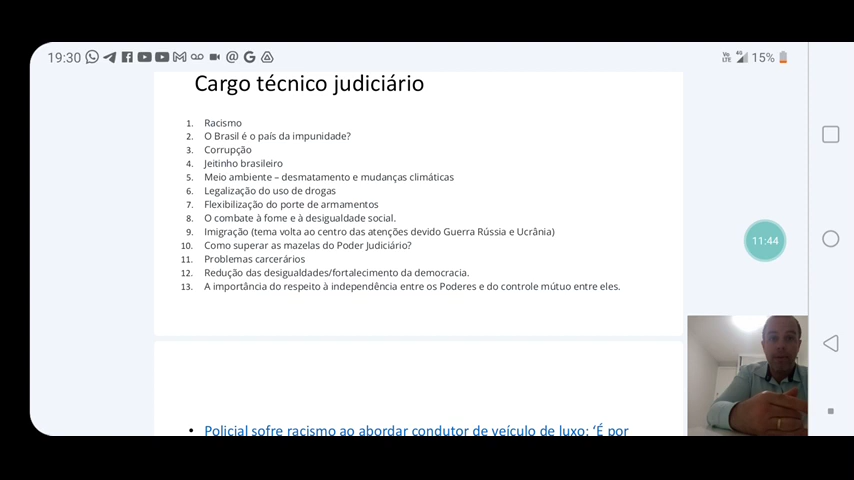 19:30
Vo LTE 4G 15%
Cargo técnico judiciário
1. Racismo
2. O Brasil é o país da impunidade?
3. Corrupção
4. Jeitinho brasileiro
5. Meio ambiente – desmatamento e mudanças climáticas
6. Legalização do uso de drogas
7. Flexibilização do porte de armamentos
8. O combate à fome e à desigualdade social.
9. Imigração (tema volta ao centro das atenções devido Guerra Rússia e Ucrânia)
10. Como superar as mazelas do Poder Judiciário?
11. Problemas carcerários
12. Redução das desigualdades/fortalecimento da democracia.
13. A importância do respeito à independência entre os Poderes e do controle mútuo entre eles.
11:44
• Policial sofre racismo ao abordar condutor de veículo de luxo: ‘É por